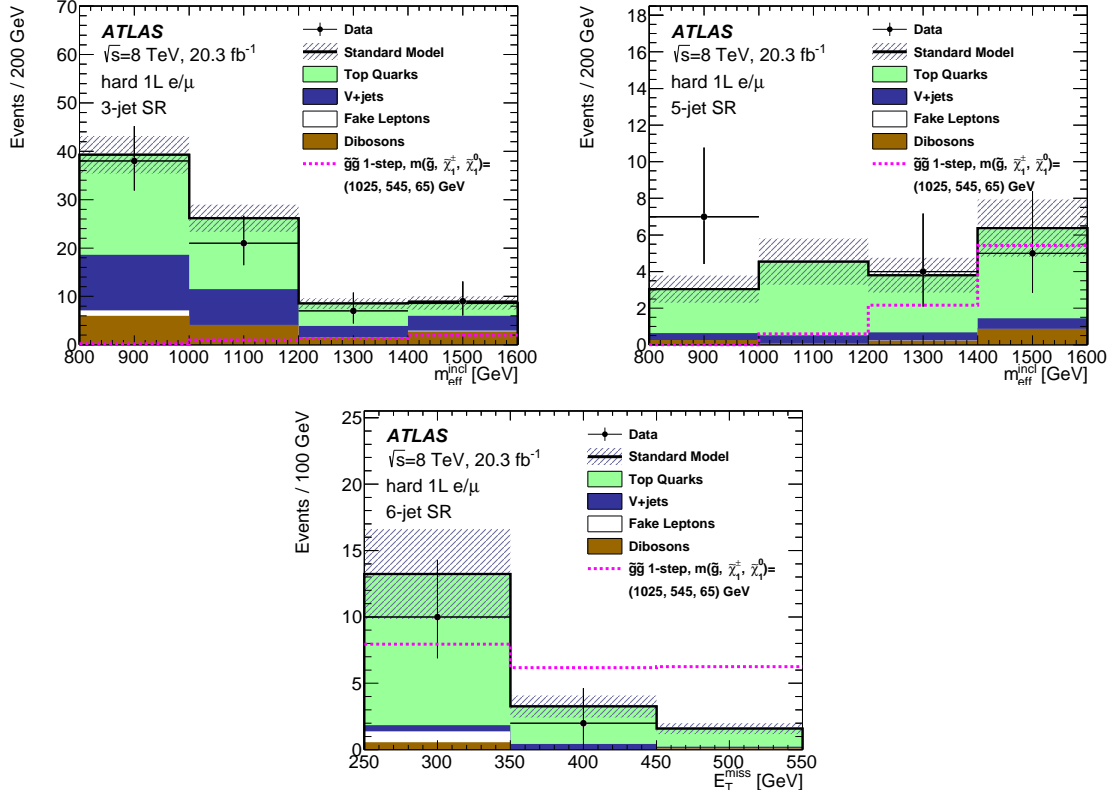 ATLAS
√s=8 TeV, 20.3 fb⁻¹
hard 1L e/μ
3-jet SR
Data
Standard Model
Top Quarks
V+jets
Fake Leptons
Dibosons
g̃g̃ 1-step, m(g̃, χ̃₁±, χ̃₁⁰)=
(1025, 545, 65) GeV
Events / 200 GeV
70
60
50
40
30
20
10
0
800 900 1000 1100 1200 1300 1400 1500 1600
m_eff^incl [GeV]
ATLAS
√s=8 TeV, 20.3 fb⁻¹
hard 1L e/μ
5-jet SR
Data
Standard Model
Top Quarks
V+jets
Fake Leptons
Dibosons
g̃g̃ 1-step, m(g̃, χ̃₁±, χ̃₁⁰)=
(1025, 545, 65) GeV
Events / 200 GeV
18
16
14
12
10
8
6
4
2
0
800 900 1000 1100 1200 1300 1400 1500 1600
m_eff^incl [GeV]
ATLAS
√s=8 TeV, 20.3 fb⁻¹
hard 1L e/μ
6-jet SR
Data
Standard Model
Top Quarks
V+jets
Fake Leptons
Dibosons
g̃g̃ 1-step, m(g̃, χ̃₁±, χ̃₁⁰)=
(1025, 545, 65) GeV
Events / 100 GeV
25
20
15
10
5
0
250 300 350 400 450 500 550
E_T^miss [GeV]